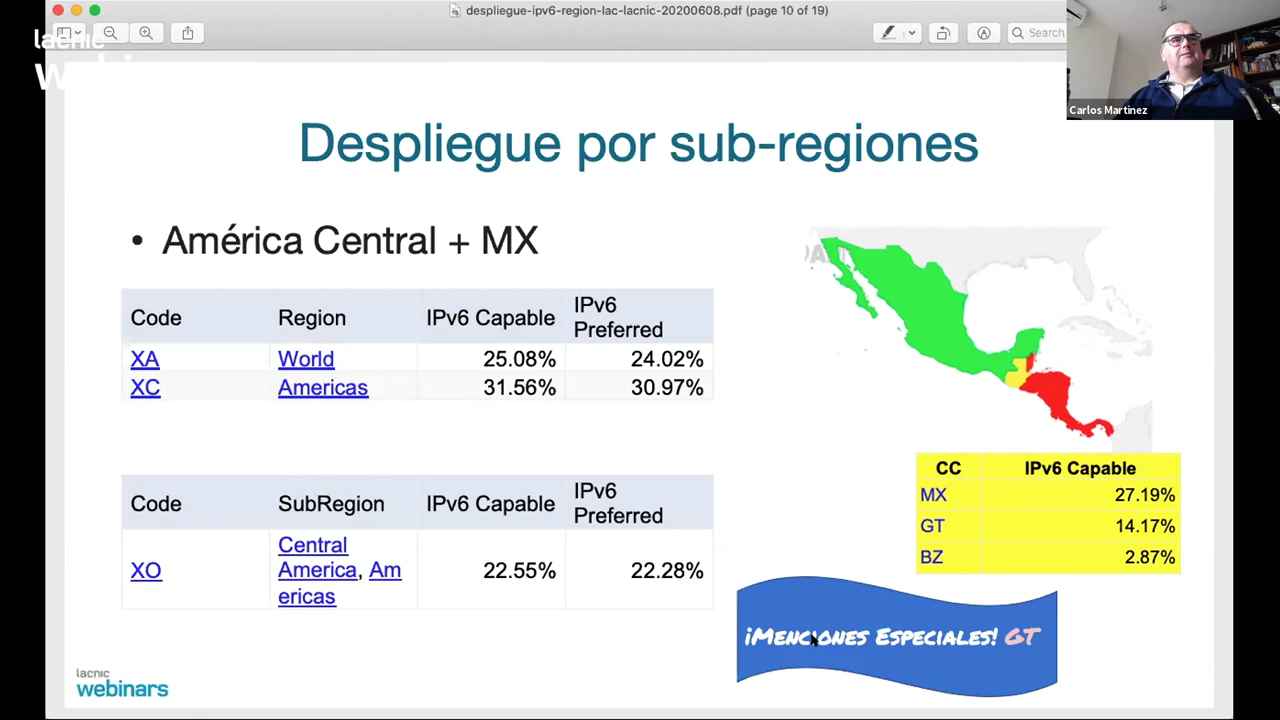 despliegue-ipv6-region-lac-lacnic-20200608.pdf (page 10 of 19)
Search
lacnic
Carlos Martinez
Despliegue por sub-regiones
• América Central + MX
Code Region IPv6 Capable IPv6 Preferred
XA World 25.08% 24.02%
XC Americas 31.56% 30.97%
Code SubRegion IPv6 Capable IPv6 Preferred
XO Central America, Americas 22.55% 22.28%
CC IPv6 Capable
MX 27.19%
GT 14.17%
BZ 2.87%
¡Menciones Especiales! GT
lacnic
webinars